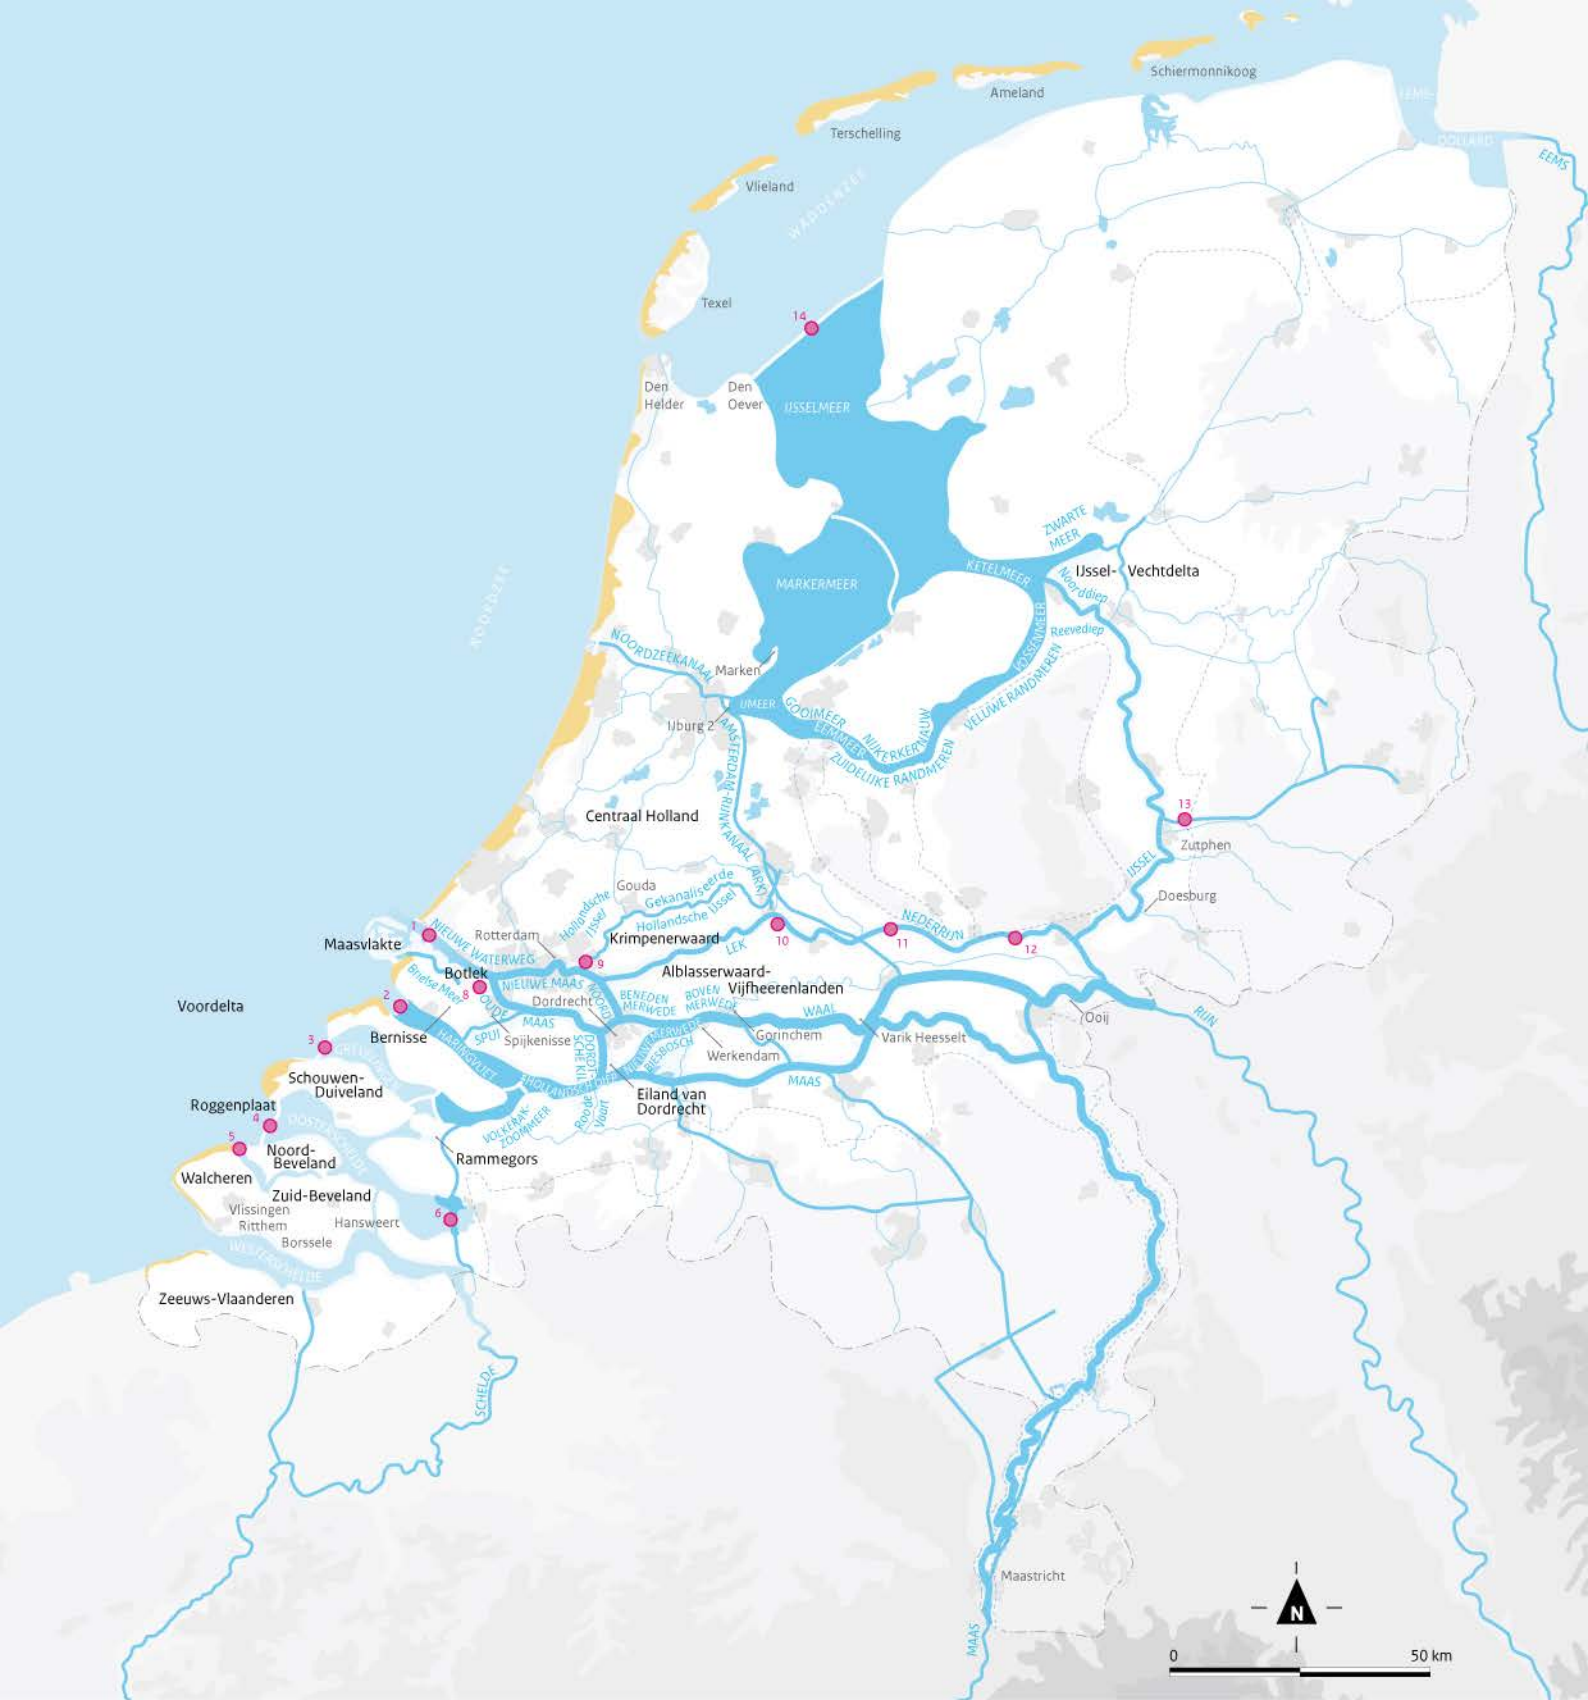 Schiermonnikoog
EEMS-
Ameland
Terschelling
DOLLARD
EEMS
Vlieland
WADDENZEE
Texel
14
Den
Helder
Den
Oever
IJSSELMEER
ZWARTE
MEER
NOORDZEE
MARKERMEER
KETELMEER
IJssel-
Vechtdelta
Noorddiep
Reevediep
VOSSENMEER
NOORDZEEKANAAL
Marken
IJMEER
IJburg 2
GOOIMEER
EEMMEER
NIJKERKERNAUW
VELUWE RANDMEREN
ZUIDELIJKE RANDMEREN
AMSTERDAM-RIJNKANAAL (ARK)
Centraal Holland
13
Zutphen
IJSSEL
Doesburg
Gouda
Gekanaliseerde
Hollandsche IJssel
Hollandsche
IJssel
1
NIEUWE WATERWEG
Rotterdam
Krimpenerwaard
LEK
10
11
NEDERRIJN
12
Maasvlakte
9
Botlek
Brielse Meer
8
NIEUWE MAAS
Alblasserwaard-
Vijfheerenlanden
2
OUDE
MAAS
Dordrecht
NOORD
BENEDEN
MERWEDE
BOVEN
MERWEDE
WAAL
Voordelta
Bernisse
SPUI
Spijkenisse
DORDT-
SCHE KIL
NIEUWE MERWEDE
BIESBOSCH
Gorinchem
Werkendam
Varik Heesselt
Ooij
RIJN
3
GREVELINGEN
HARINGVLIET
HOLLANDSCH DIEP
MAAS
Schouwen-
Duiveland
Eiland van
Dordrecht
Roode
Vaart
VOLKERAK-
ZOOMMEER
Roggenplaat
4
OOSTERSCHELDE
5
Noord-
Beveland
Rammegors
Walcheren
Zuid-Beveland
Vlissingen
Ritthem
Hansweert
6
Borssele
WESTERSCHELDE
Zeeuws-Vlaanderen
SCHELDE
Maastricht
MAAS
N
0
50 km